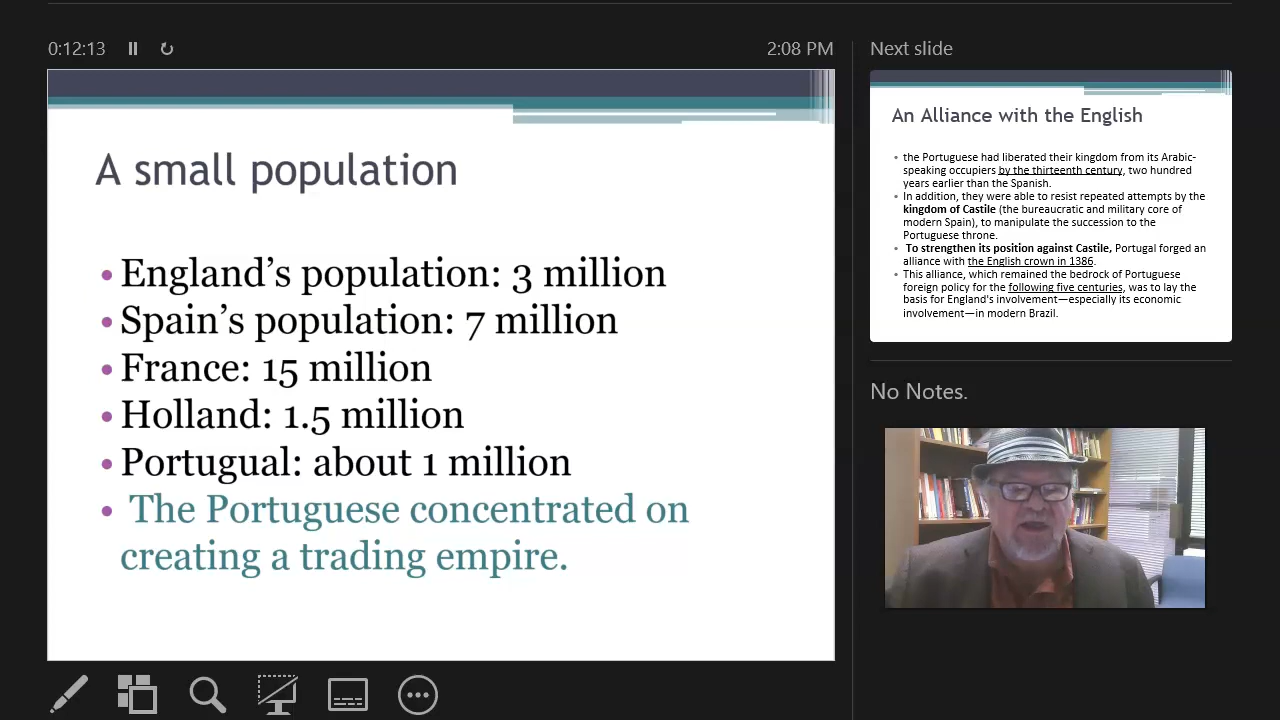 0:12:13
2:08 PM
Next slide
A small population
• England's population: 3 million
• Spain's population: 7 million
• France: 15 million
• Holland: 1.5 million
• Portugual: about 1 million
• The Portuguese concentrated on
creating a trading empire.
An Alliance with the English
• the Portuguese had liberated their kingdom from its Arabic-
speaking occupiers by the thirteenth century, two hundred
years earlier than the Spanish.
• In addition, they were able to resist repeated attempts by the
kingdom of Castile (the bureaucratic and military core of
modern Spain), to manipulate the succession to the
Portuguese throne.
• To strengthen its position against Castile, Portugal forged an
alliance with the English crown in 1386.
• This alliance, which remained the bedrock of Portuguese
foreign policy for the following five centuries, was to lay the
basis for England's involvement—especially its economic
involvement—in modern Brazil.
No Notes.